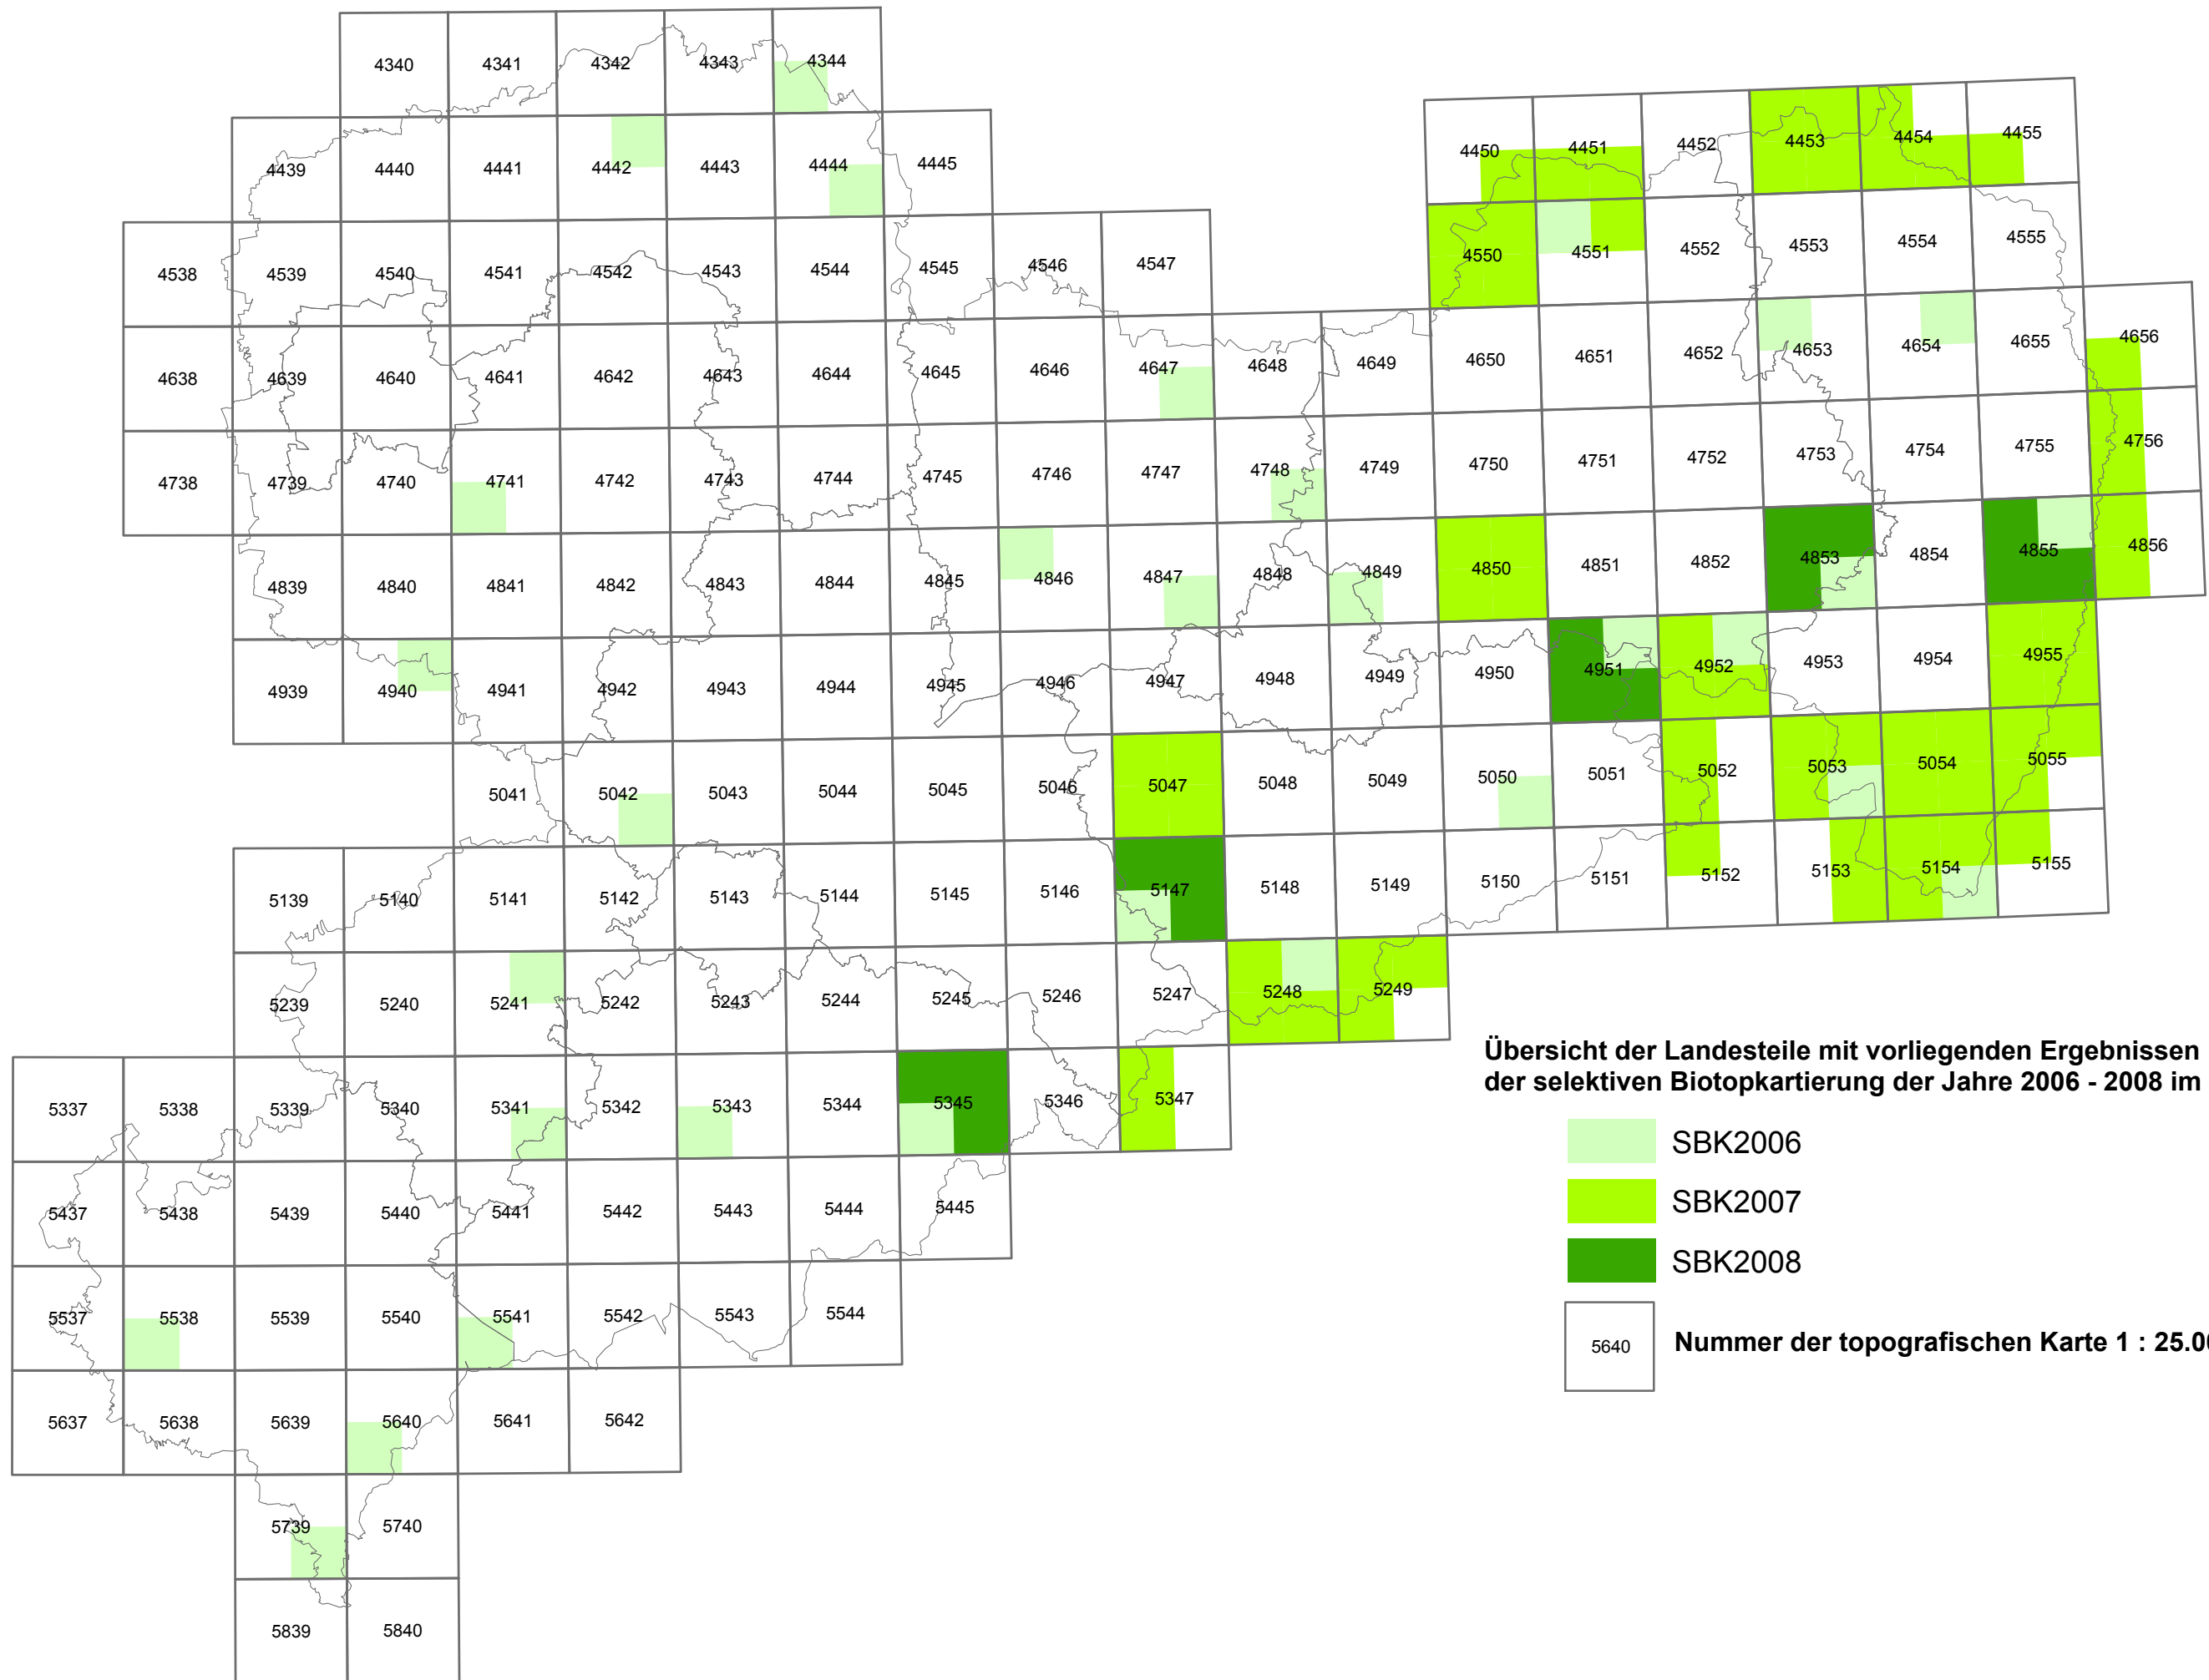 4340 4341 4342 4343 4344
4450 4451 4452 4453 4454 4455
4439 4440 4441 4442 4443 4444 4445
4538 4539 4540 4541 4542 4543 4544 4545 4546 4547 4550 4551 4552 4553 4554 4555
4638 4639 4640 4641 4642 4643 4644 4645 4646 4647 4648 4649 4650 4651 4652 4653 4654 4655 4656
4738 4739 4740 4741 4742 4743 4744 4745 4746 4747 4748 4749 4750 4751 4752 4753 4754 4755 4756
4839 4840 4841 4842 4843 4844 4845 4846 4847 4848 4849 4850 4851 4852 4853 4854 4855 4856
4939 4940 4941 4942 4943 4944 4945 4946 4947 4948 4949 4950 4951 4952 4953 4954 4955
5041 5042 5043 5044 5045 5046 5047 5048 5049 5050 5051 5052 5053 5054 5055
5139 5140 5141 5142 5143 5144 5145 5146 5147 5148 5149 5150 5151 5152 5153 5154 5155
5239 5240 5241 5242 5243 5244 5245 5246 5247 5248 5249
5337 5338 5339 5340 5341 5342 5343 5344 5345 5346 5347
5437 5438 5439 5440 5441 5442 5443 5444 5445
5537 5538 5539 5540 5541 5542 5543 5544
5637 5638 5639 5640 5641 5642
5739 5740
5839 5840
Übersicht der Landesteile mit vorliegenden Ergebnissen
der selektiven Biotopkartierung der Jahre 2006 - 2008 im
SBK2006
SBK2007
SBK2008
5640 Nummer der topografischen Karte 1 : 25.00